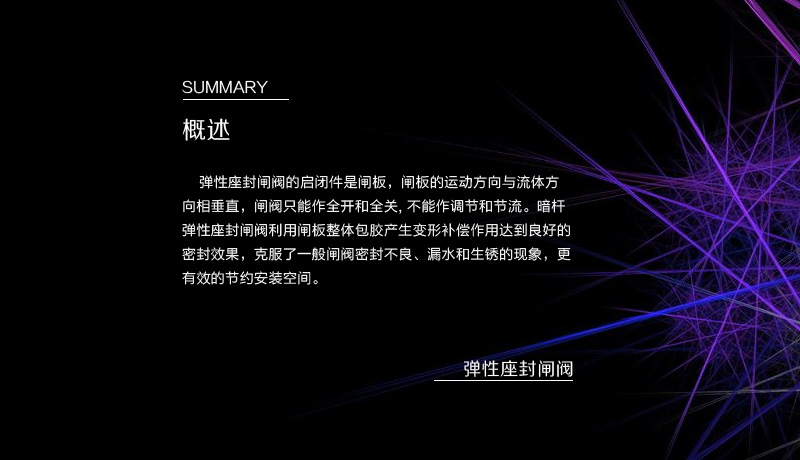 SUMMARY
概述
弹性座封闸阀的启闭件是闸板，闸板的运动方向与流体方
向相垂直，闸阀只能作全开和全关, 不能作调节和节流。暗杆
弹性座封闸阀利用闸板整体包胶产生变形补偿作用达到良好的
密封效果，克服了一般闸阀密封不良、漏水和生锈的现象，更
有效的节约安装空间。
弹性座封闸阀